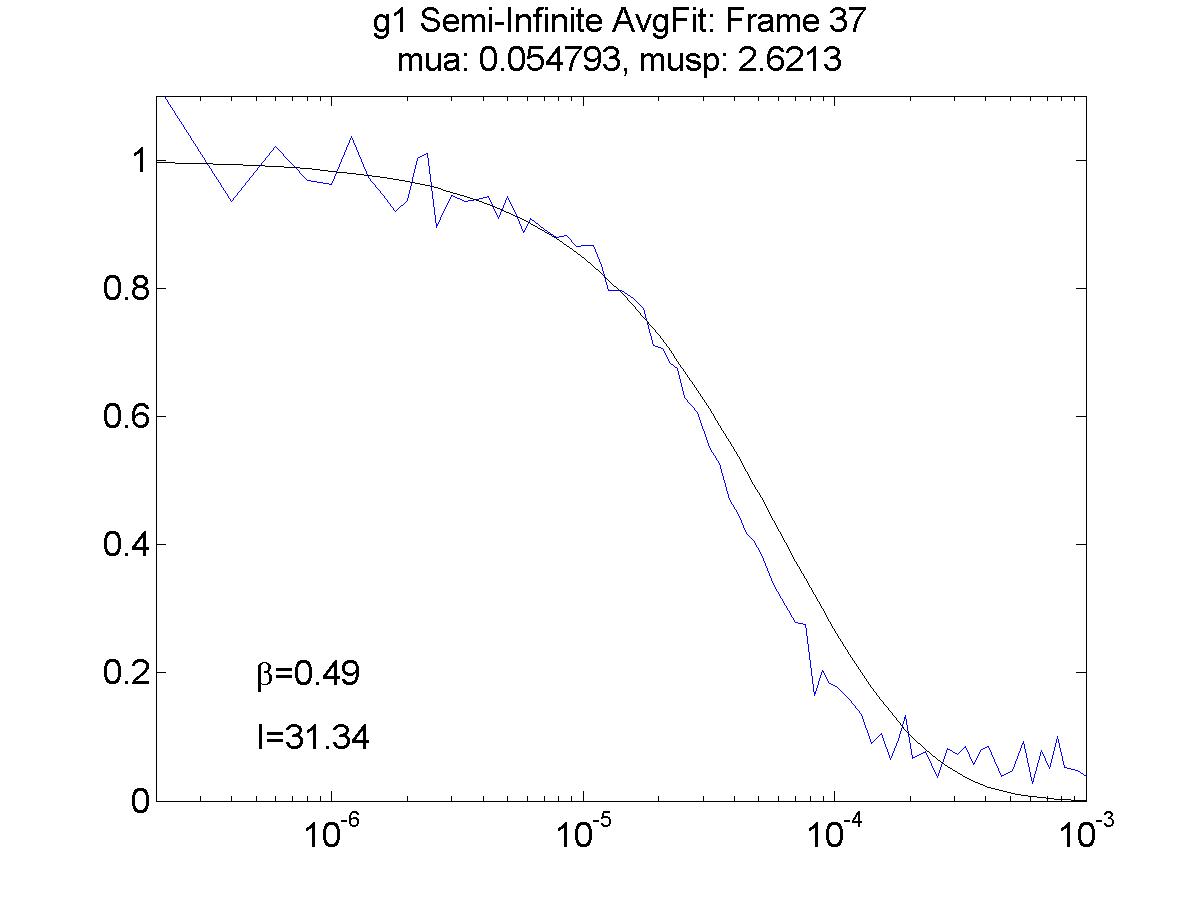 g1 Semi-Infinite AvgFit: Frame 37
mua: 0.054793, musp: 2.6213
1
0.8
0.6
0.4
0.2
0
β=0.49
I=31.34
10^-6
10^-5
10^-4
10^-3